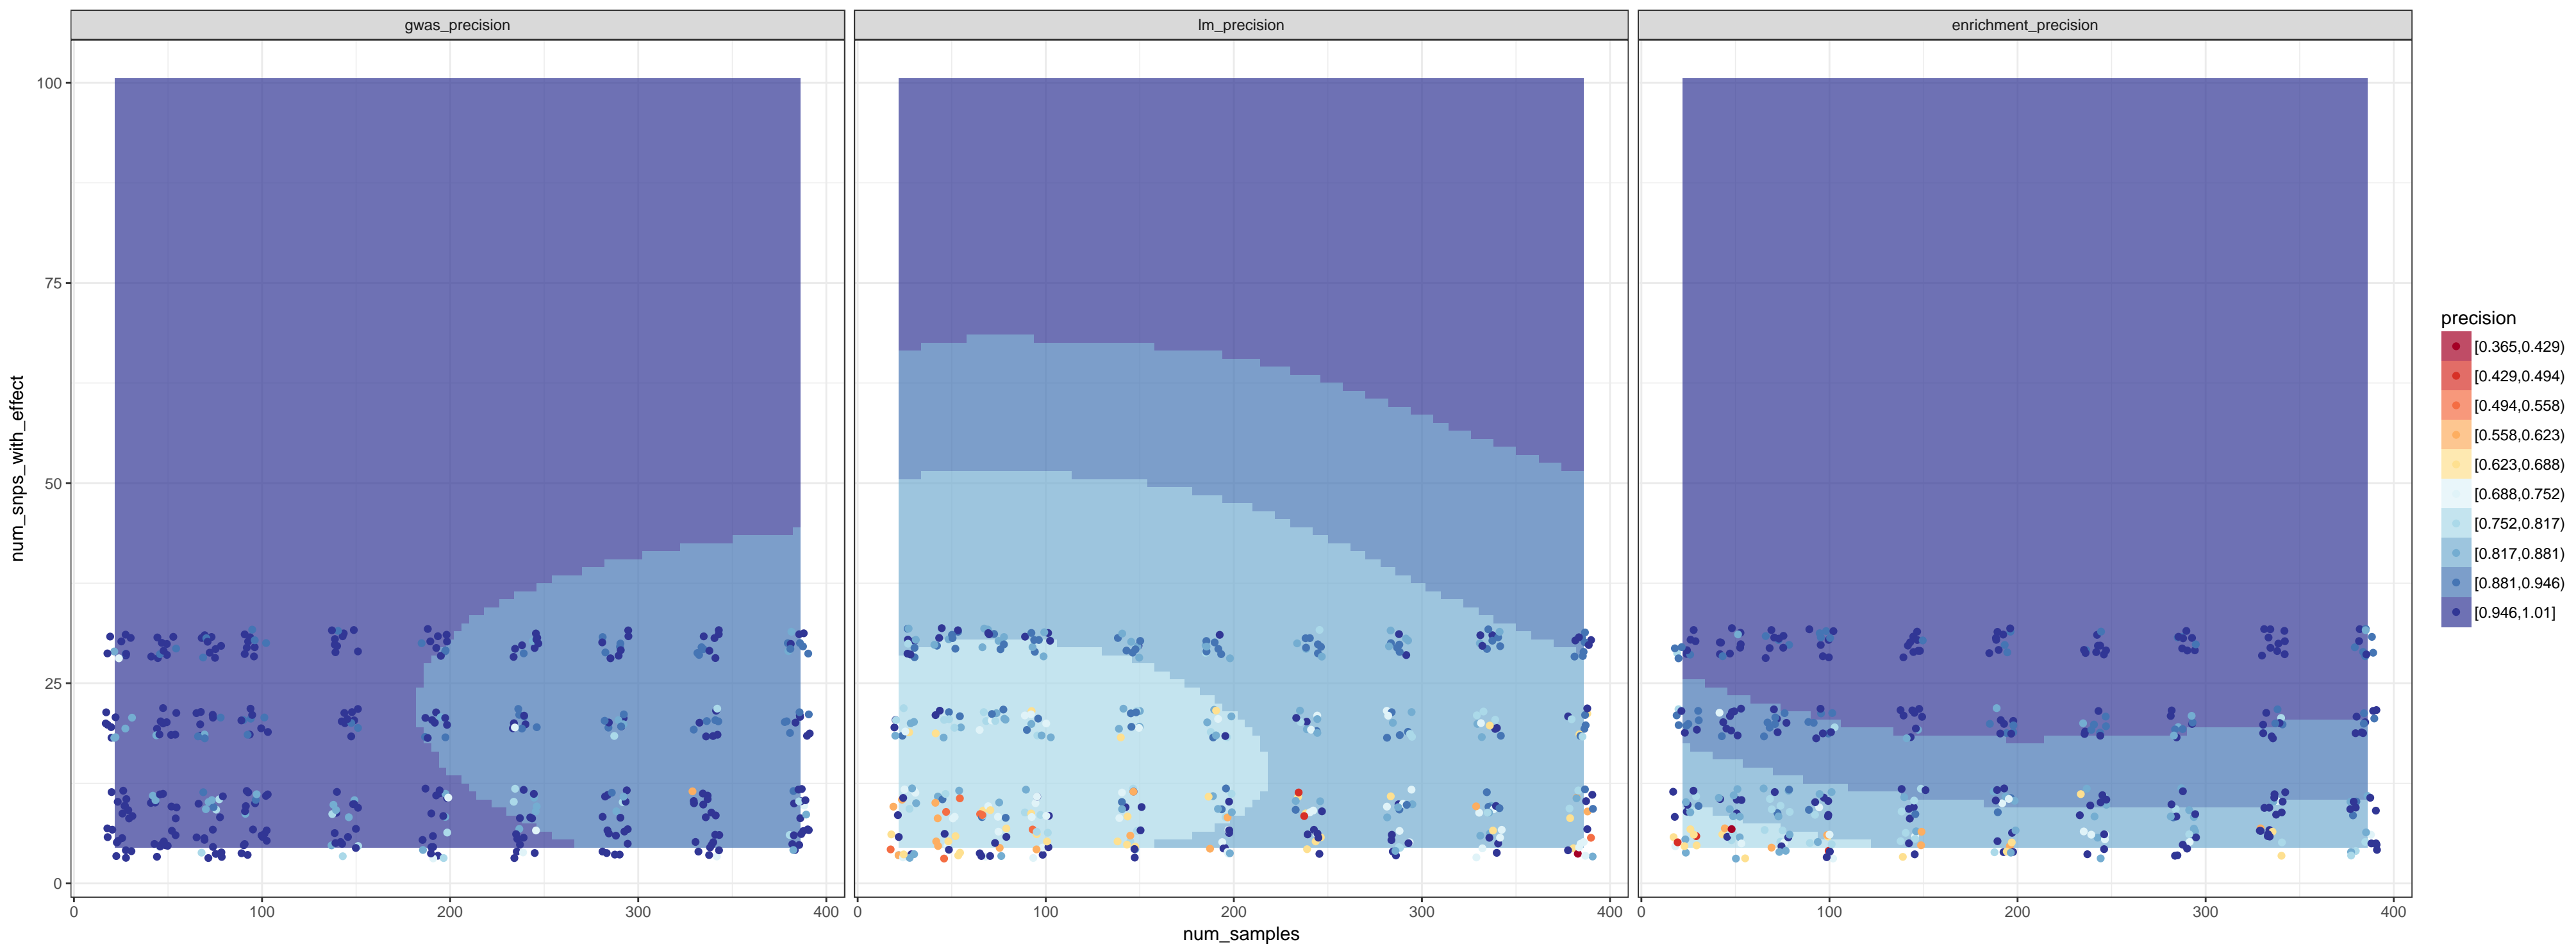 gwas_precision
lm_precision
enrichment_precision
num_snps_with_effect
100
75
50
25
0
0 100 200 300 400
0 100 200 300 400
0 100 200 300 400
num_samples
precision
[0.365,0.429)
[0.429,0.494)
[0.494,0.558)
[0.558,0.623)
[0.623,0.688)
[0.688,0.752)
[0.752,0.817)
[0.817,0.881)
[0.881,0.946)
[0.946,1.01]